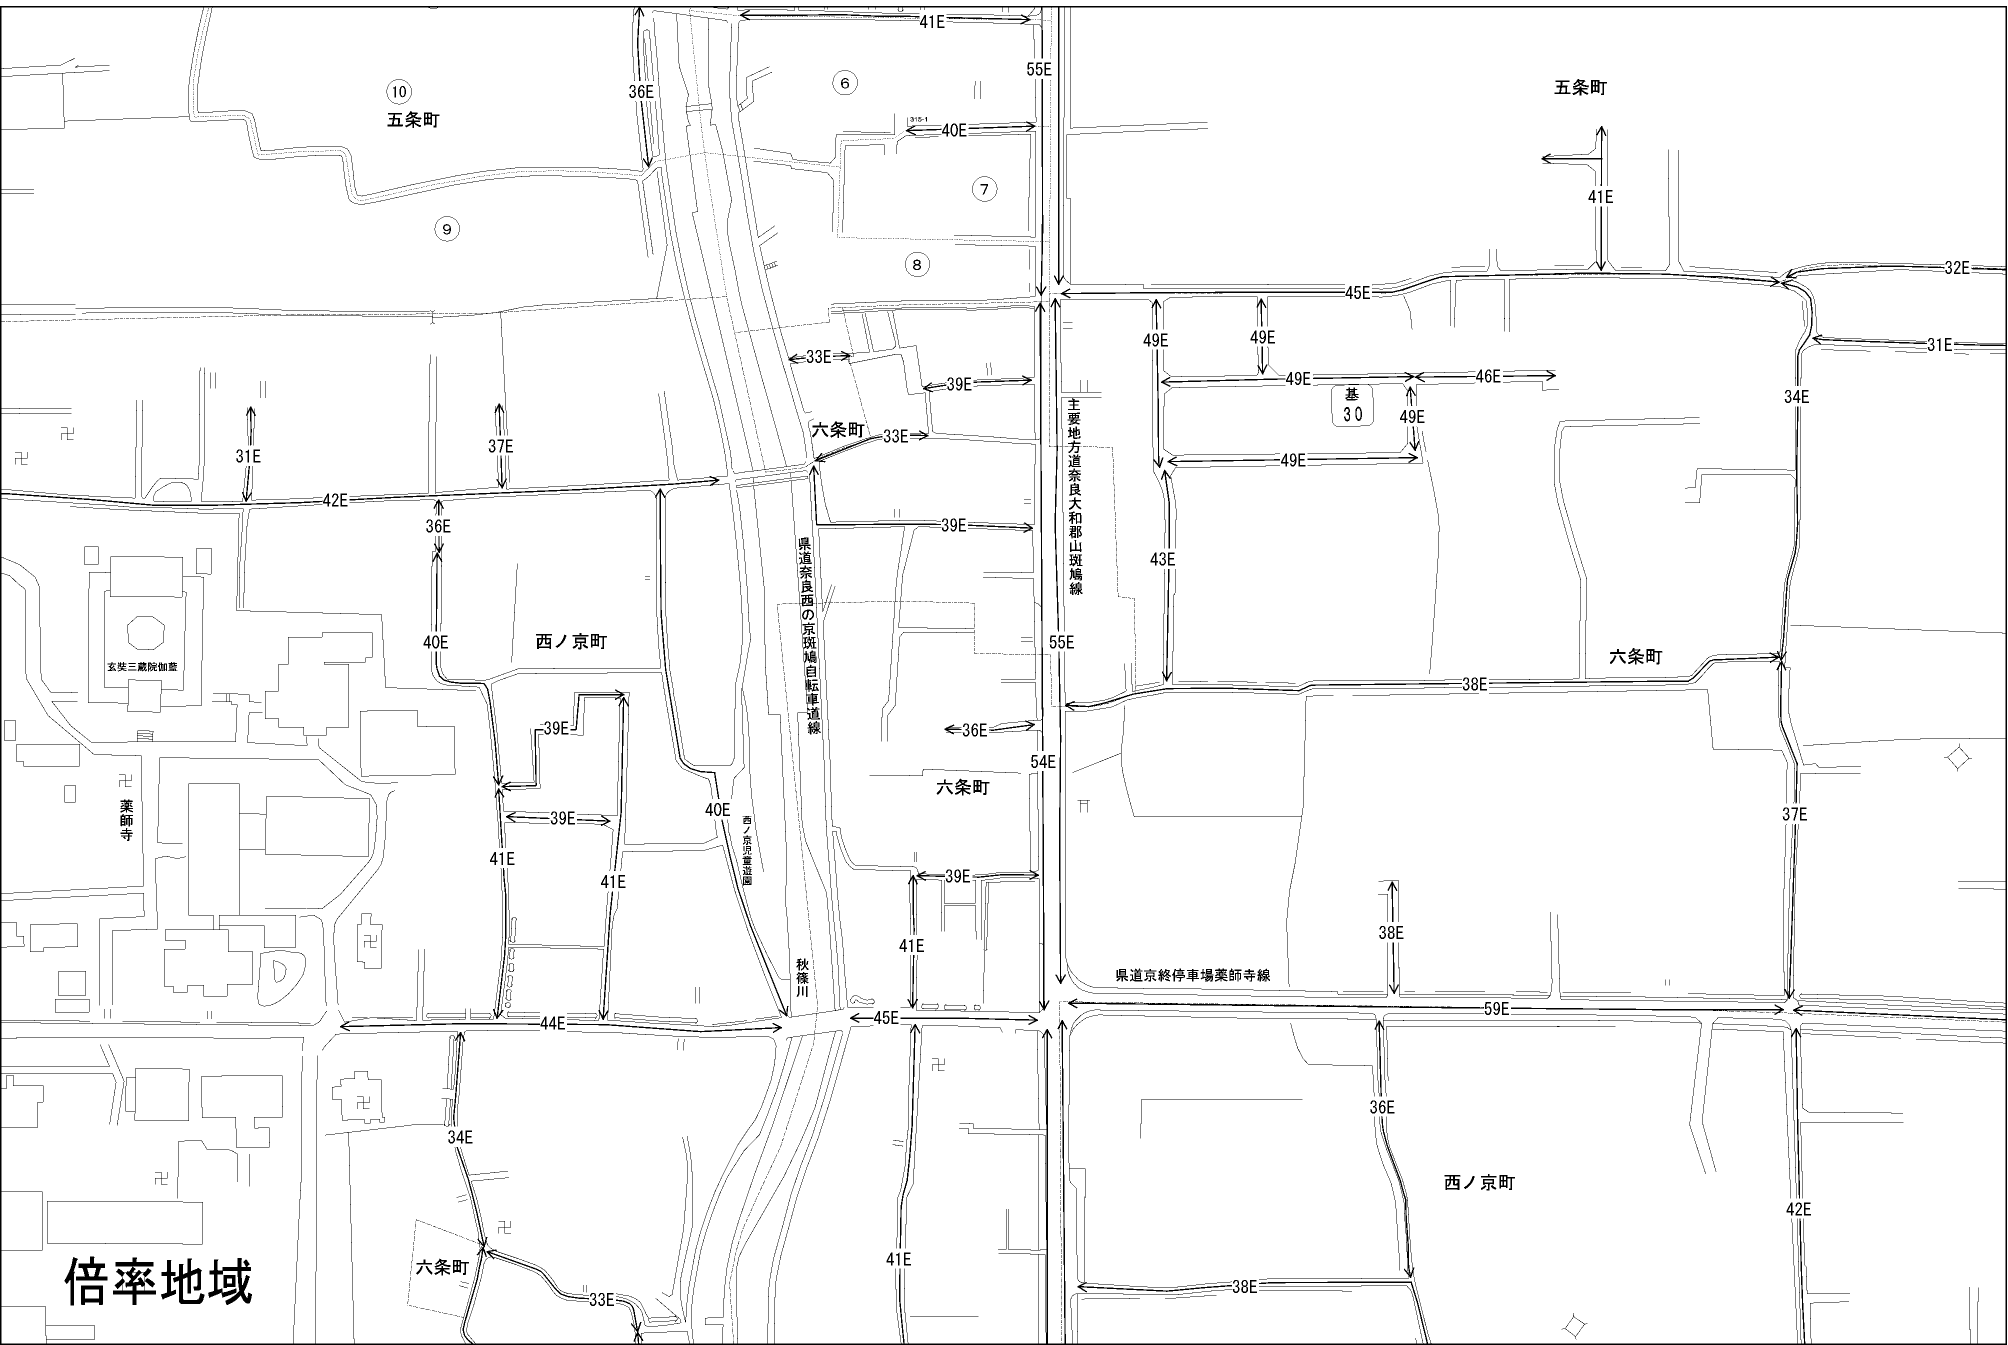 41E
55E
36E
⑥
⑩
五条町
五条町
315-1
40E
⑦
41E
⑨
⑧
32E
45E
49E
49E
33E
31E
39E
49E
46E
34E
基
30
49E
六条町
33E
37E
31E
49E
42E
36E
39E
主要地方道奈良大和郡山斑鳩線
県道奈良西の京斑鳩自転車道線
43E
40E
西ノ京町
55E
玄奘三蔵院伽藍
六条町
38E
39E
36E
54E
六条町
薬師寺
39E
40E
37E
西ノ京児童遊園
41E
41E
39E
41E
38E
秋篠川
県道京終停車場薬師寺線
44E
45E
59E
34E
36E
西ノ京町
42E
41E
六条町
倍率地域
33E
38E